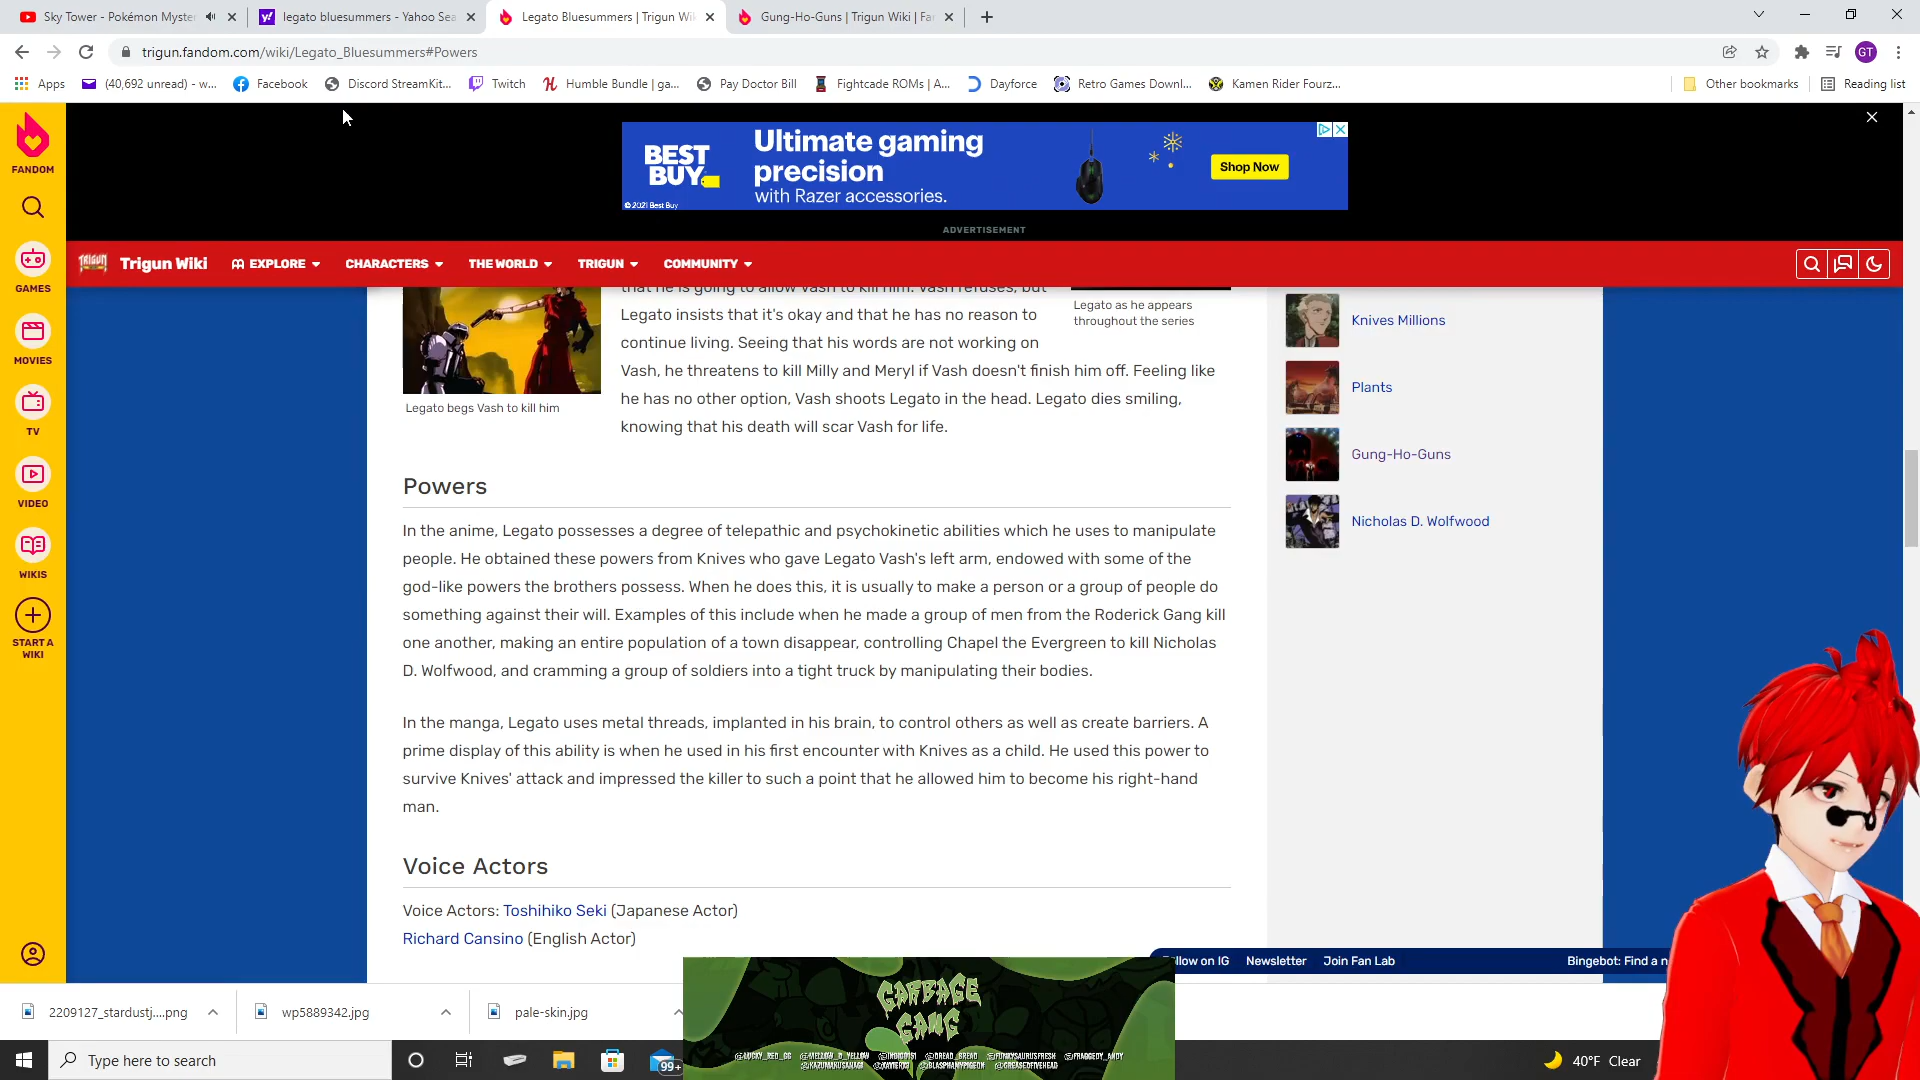 Sky Tower - Pokémon Myster
legato bluesummers - Yahoo Sea
Legato Bluesummers | Trigun Wi
Gung-Ho-Guns | Trigun Wiki | Fa
trigun.fandom.com/wiki/Legato_Bluesummers#Powers
GT
Apps
(40,692 unread) - w...
Facebook
Discord StreamKit...
Twitch
Humble Bundle | ga...
Pay Doctor Bill
Fightcade ROMs | A...
Dayforce
Retro Games Downl...
Kamen Rider Fourz...
Other bookmarks
Reading list
FANDOM
GAMES
MOVIES
TV
VIDEO
WIKIS
START A
WIKI
BEST
BUY
© 2021 Best Buy
Ultimate gaming
precision
with Razer accessories.
Shop Now
ADVERTISEMENT
TRIGUN
Trigun Wiki
EXPLORE
CHARACTERS
THE WORLD
TRIGUN
COMMUNITY
that he is going to allow Vash to kill him. Vash refuses, but
Legato insists that it's okay and that he has no reason to
continue living. Seeing that his words are not working on
Vash, he threatens to kill Milly and Meryl if Vash doesn't finish him off. Feeling like
he has no other option, Vash shoots Legato in the head. Legato dies smiling,
knowing that his death will scar Vash for life.
Legato begs Vash to kill him
Legato as he appears
throughout the series
Powers
In the anime, Legato possesses a degree of telepathic and psychokinetic abilities which he uses to manipulate
people. He obtained these powers from Knives who gave Legato Vash's left arm, endowed with some of the
god-like powers the brothers possess. When he does this, it is usually to make a person or a group of people do
something against their will. Examples of this include when he made a group of men from the Roderick Gang kill
one another, making an entire population of a town disappear, controlling Chapel the Evergreen to kill Nicholas
D. Wolfwood, and cramming a group of soldiers into a tight truck by manipulating their bodies.
In the manga, Legato uses metal threads, implanted in his brain, to control others as well as create barriers. A
prime display of this ability is when he used in his first encounter with Knives as a child. He used this power to
survive Knives' attack and impressed the killer to such a point that he allowed him to become his right-hand
man.
Voice Actors
Voice Actors: Toshihiko Seki (Japanese Actor)
Richard Cansino (English Actor)
Knives Millions
Plants
Gung-Ho-Guns
Nicholas D. Wolfwood
Follow on IG
Newsletter
Join Fan Lab
Bingebot: Find a n
2209127_stardustj....png
wp5889342.jpg
pale-skin.jpg
GARBAGE
GANG
@LUCKY_RED_GG @MELLOW_D_YELLOW @INDIGO151 @DREAD_BREAD @FUNKYSAURUSFRESH @FRAGGEDY_ANDY
@KAZUMAKUSANAGI @XAVIERX3 @BLASPHAMYPIGEON @GREASEDFIVEHEAD
Type here to search
99+
40°F Clear